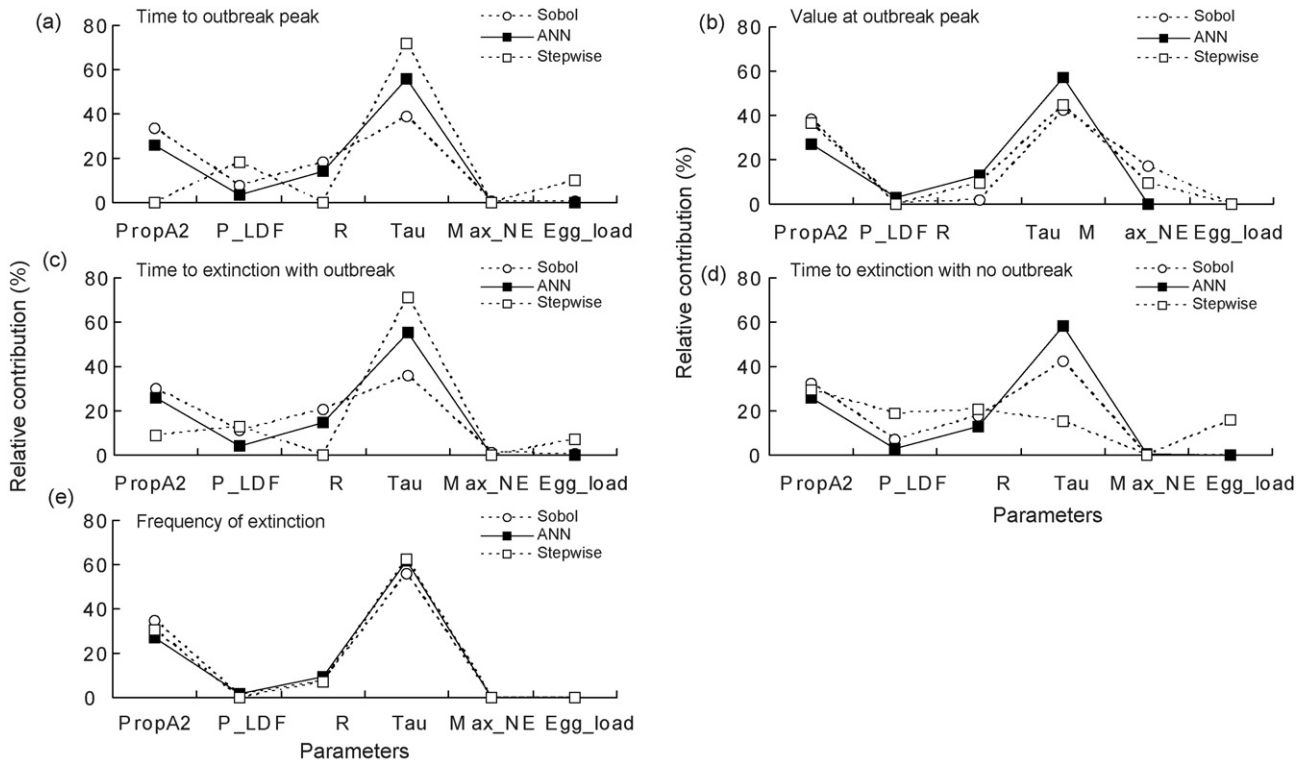 (a)
Time to outbreak peak
Sobol
ANN
Stepwise
80
60
40
20
0
PropA2 P_LDF R Tau Max_NE Egg_load
(b)
Value at outbreak peak
Sobol
ANN
Stepwise
80
60
40
20
0
PropA2 P_LDF R Tau M ax_NE Egg_load
(c)
Time to extinction with outbreak
Sobol
ANN
Stepwise
80
60
40
20
0
PropA2 P_LDF R Tau Max_NE Egg_load
(d)
Time to extinction with no outbreak
Sobol
ANN
Stepwise
80
60
40
20
0
PropA2 P_LDF R Tau Max_NE Egg_load
Parameters
(e)
Frequency of extinction
Sobol
ANN
Stepwise
80
60
40
20
0
PropA2 P_LDF R Tau Max_NE Egg_load
Parameters
Relative contribution (%)
Relative contribution (%)